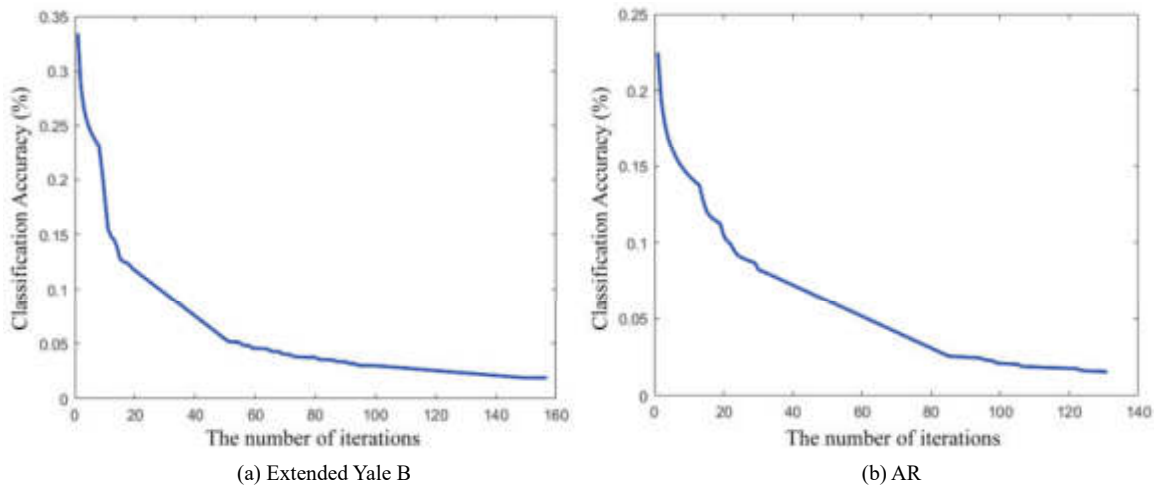 0.35
0.3
0.25
0.2
0.15
0.1
0.05
0
Classification Accuracy (%)
0 20 40 60 80 100 120 140 160
The number of iterations
(a) Extended Yale B
0.25
0.2
0.15
0.1
0.05
0
Classification Accuracy (%)
0 20 40 60 80 100 120 140
The number of iterations
(b) AR